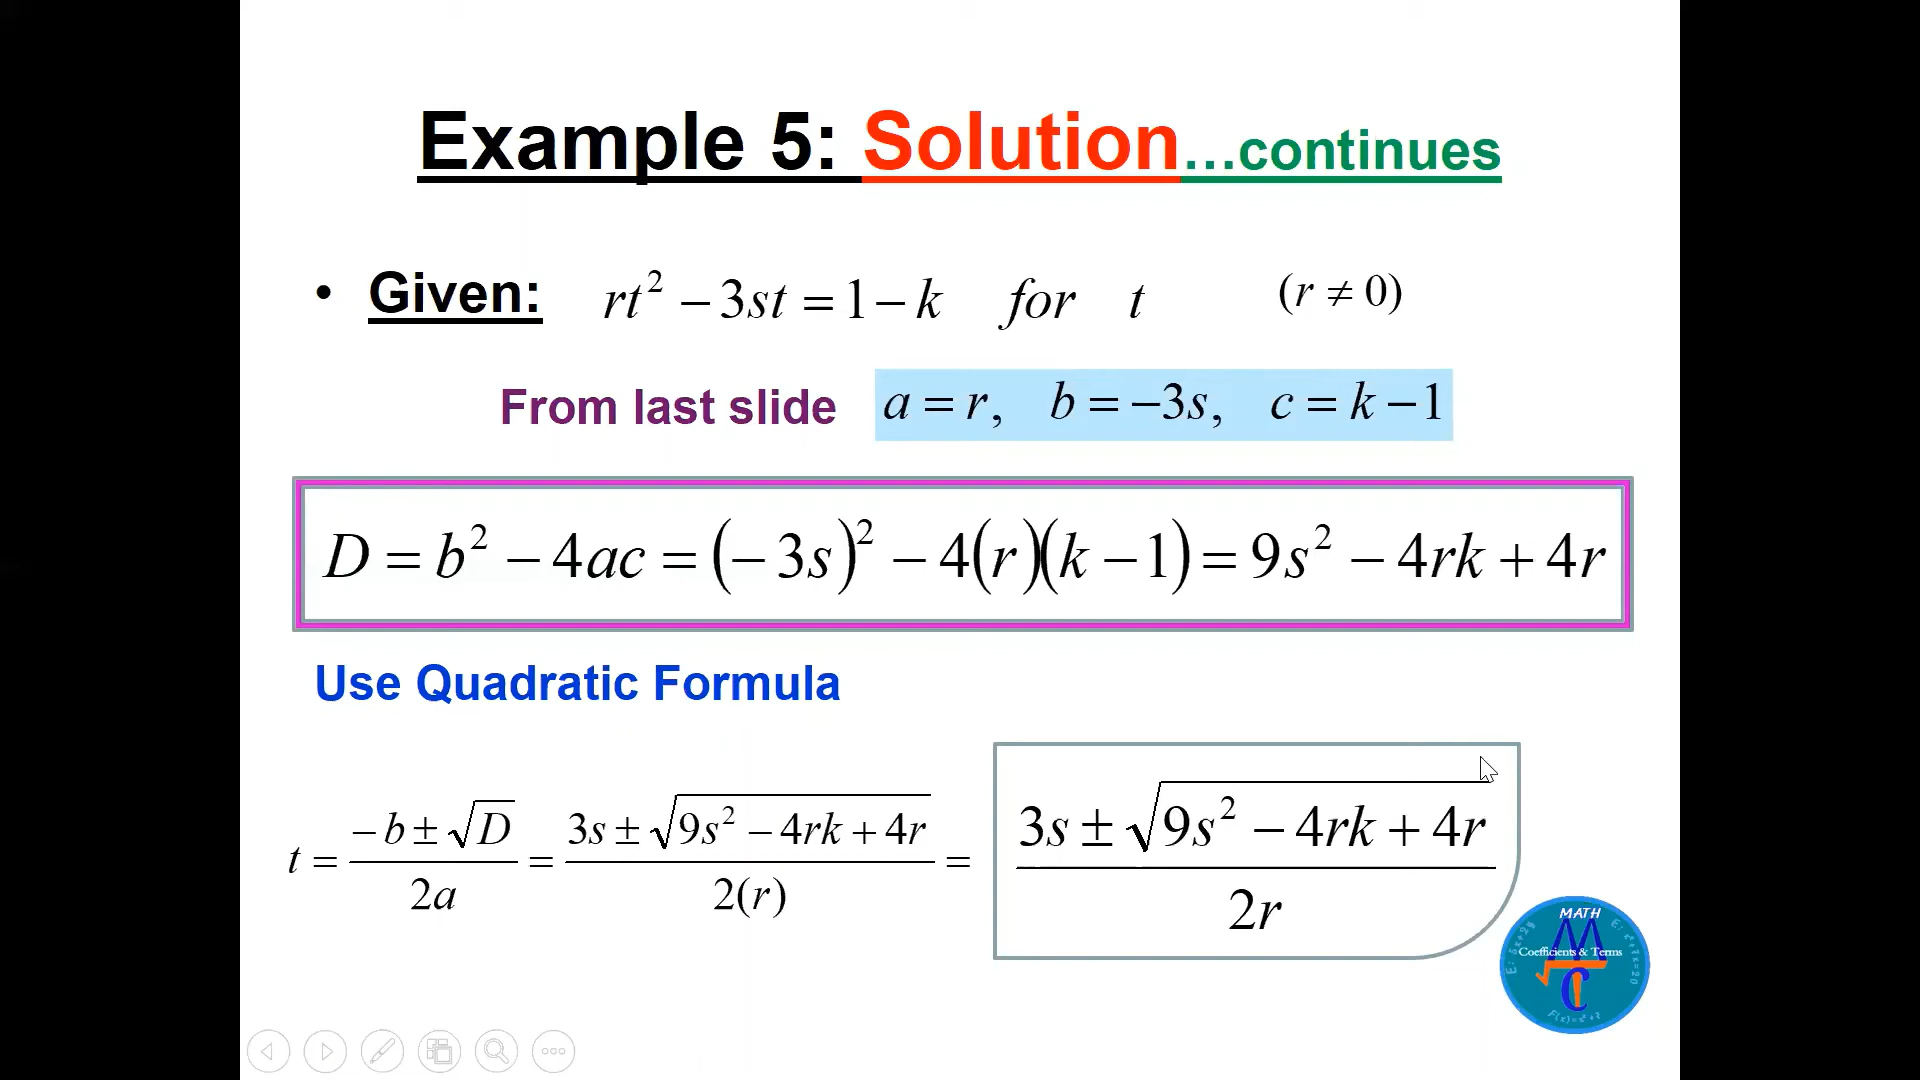 Example 5: Solution…continues
• Given: rt² − 3st = 1 − k for t (r ≠ 0)
From last slide a = r, b = −3s, c = k − 1
D = b² − 4ac = (− 3s)² − 4(r)(k − 1) = 9s² − 4rk + 4r
Use Quadratic Formula
t = (− b ± √D)/(2a) = (3s ± √(9s² − 4rk + 4r))/(2(r)) = (3s ± √(9s² − 4rk + 4r))/(2r)
MATH
Coefficients & Terms